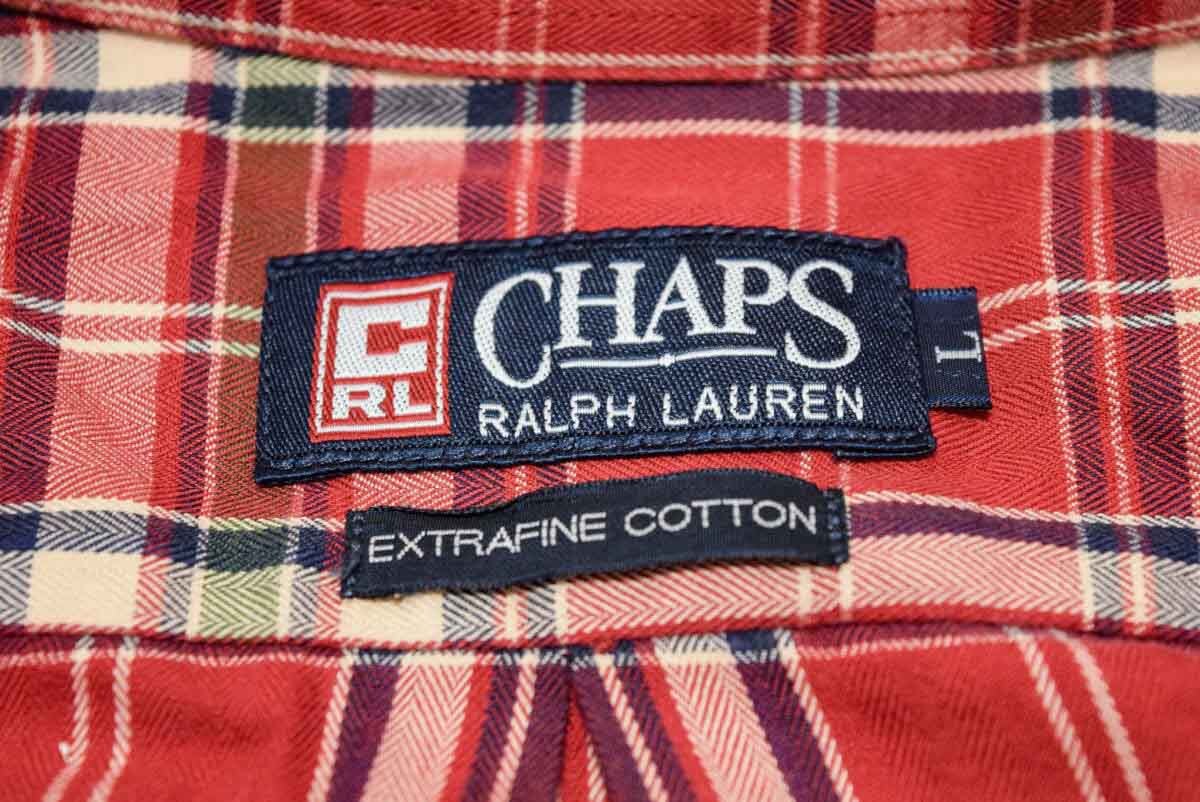 C
RL
CHAPS
RALPH LAUREN
L
EXTRAFINE COTTON